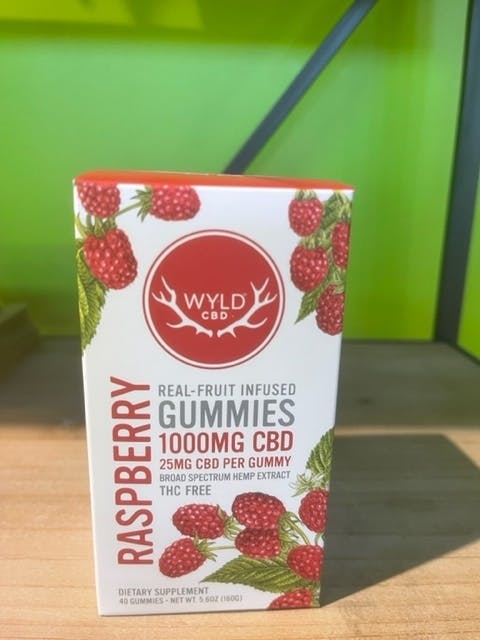 WYLD
CBD
RASPBERRY
REAL-FRUIT INFUSED
GUMMIES
1000MG CBD
25MG CBD PER GUMMY
BROAD SPECTRUM HEMP EXTRACT
THC FREE
DIETARY SUPPLEMENT
40 GUMMIES - NET WT. 5.6OZ (160G)